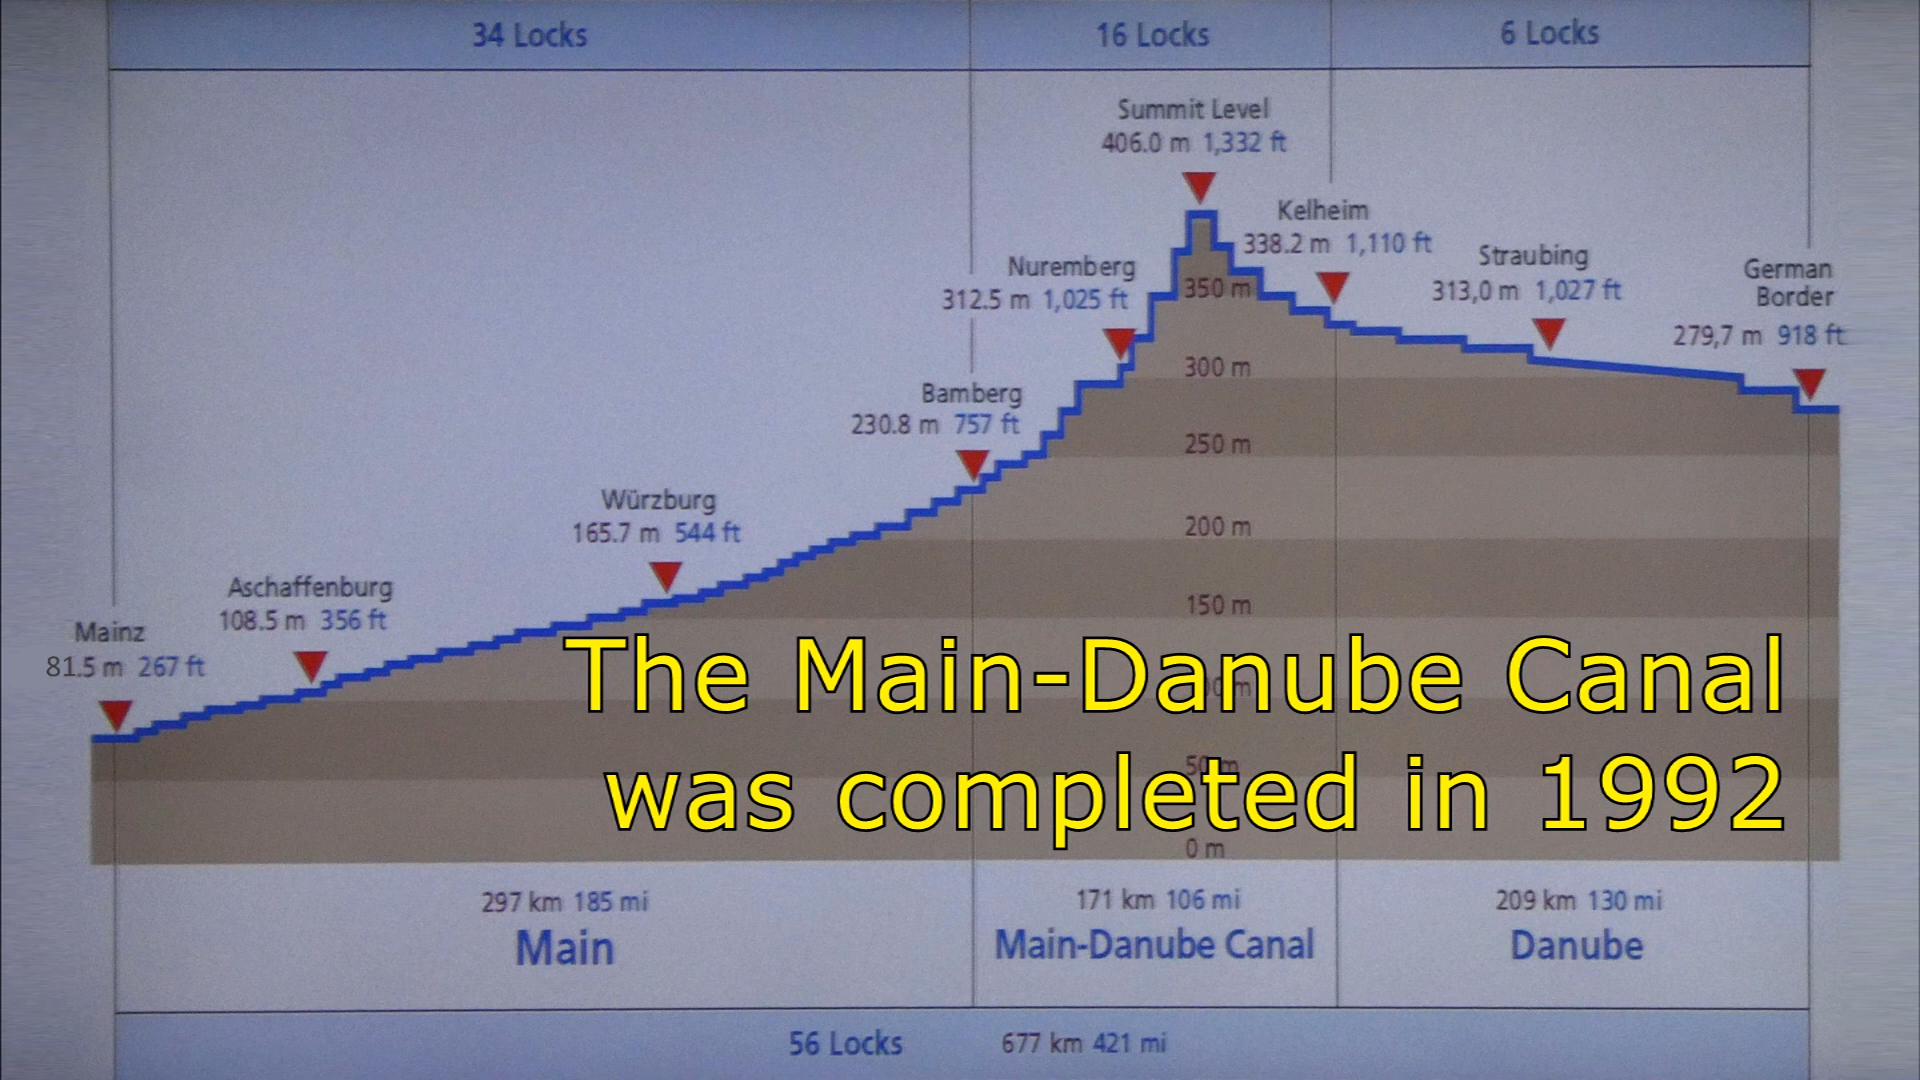 34 Locks
16 Locks
6 Locks
Summit Level
406.0 m 1,332 ft
Kelheim
338.2 m 1,110 ft
Straubing
313,0 m 1,027 ft
German
Border
279,7 m 918 ft
Nuremberg
312.5 m 1,025 ft
Bamberg
230.8 m 757 ft
Würzburg
165.7 m 544 ft
Aschaffenburg
108.5 m 356 ft
Mainz
81.5 m 267 ft
350 m
300 m
250 m
200 m
150 m
The Main-Danube Canal
was completed in 1992
0 m
297 km 185 mi
Main
171 km 106 mi
Main-Danube Canal
209 km 130 mi
Danube
56 Locks
677 km 421 mi